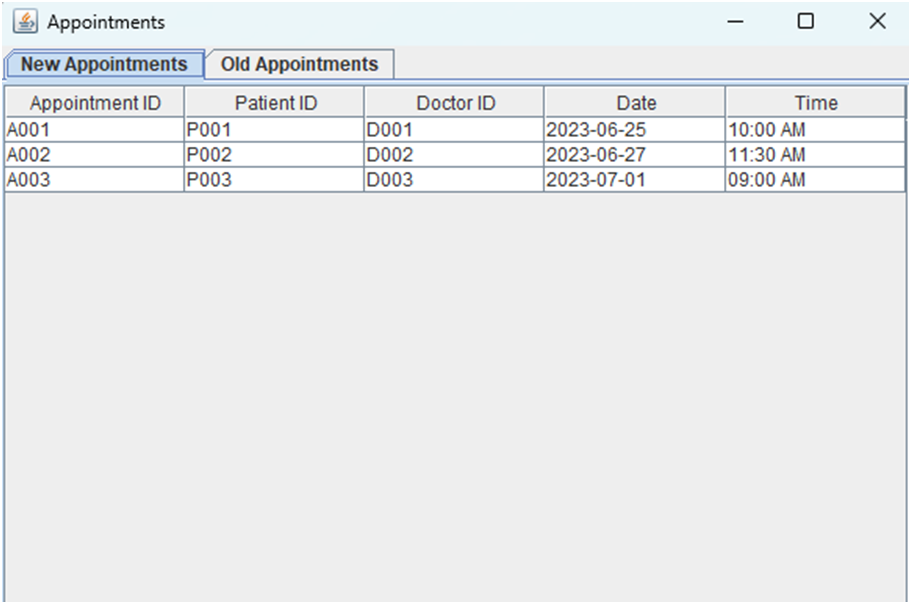 Appointments
New Appointments Old Appointments
Appointment ID Patient ID Doctor ID Date Time
A001 P001 D001 2023-06-25 10:00 AM
A002 P002 D002 2023-06-27 11:30 AM
A003 P003 D003 2023-07-01 09:00 AM